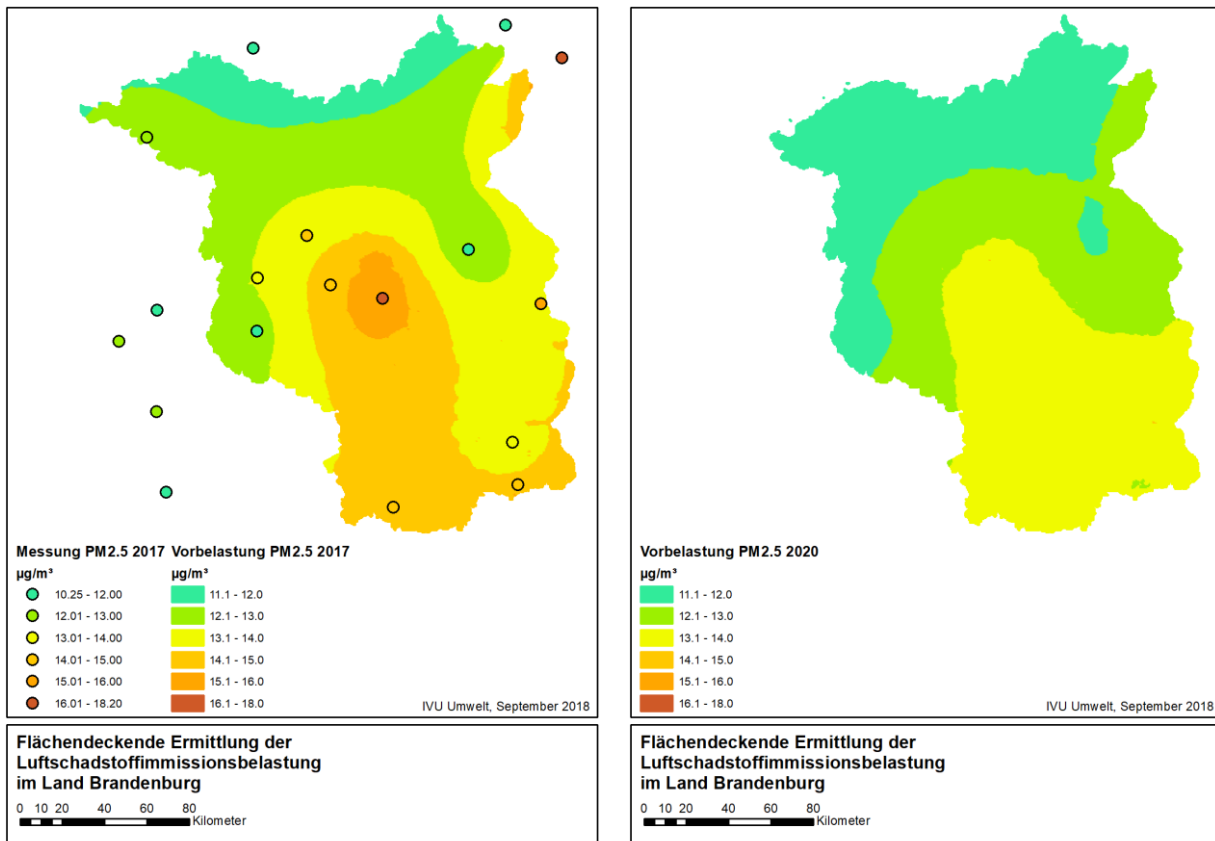 Messung PM2.5 2017 Vorbelastung PM2.5 2017
µg/m³ µg/m³
10.25 - 12.00 11.1 - 12.0
12.01 - 13.00 12.1 - 13.0
13.01 - 14.00 13.1 - 14.0
14.01 - 15.00 14.1 - 15.0
15.01 - 16.00 15.1 - 16.0
16.01 - 18.20 16.1 - 18.0
IVU Umwelt, September 2018
Flächendeckende Ermittlung der
Luftschadstoffimmissionsbelastung
im Land Brandenburg
0 10 20 40 60 80
Kilometer
Vorbelastung PM2.5 2020
µg/m³
11.1 - 12.0
12.1 - 13.0
13.1 - 14.0
14.1 - 15.0
15.1 - 16.0
16.1 - 18.0
IVU Umwelt, September 2018
Flächendeckende Ermittlung der
Luftschadstoffimmissionsbelastung
im Land Brandenburg
0 10 20 40 60 80
Kilometer